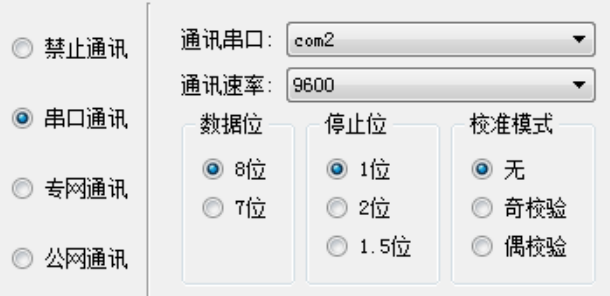 禁止通讯
串口通讯
专网通讯
公网通讯
通讯串口: com2
通讯速率: 9600
数据位
8位
7位
停止位
1位
2位
1.5位
校准模式
无
奇校验
偶校验